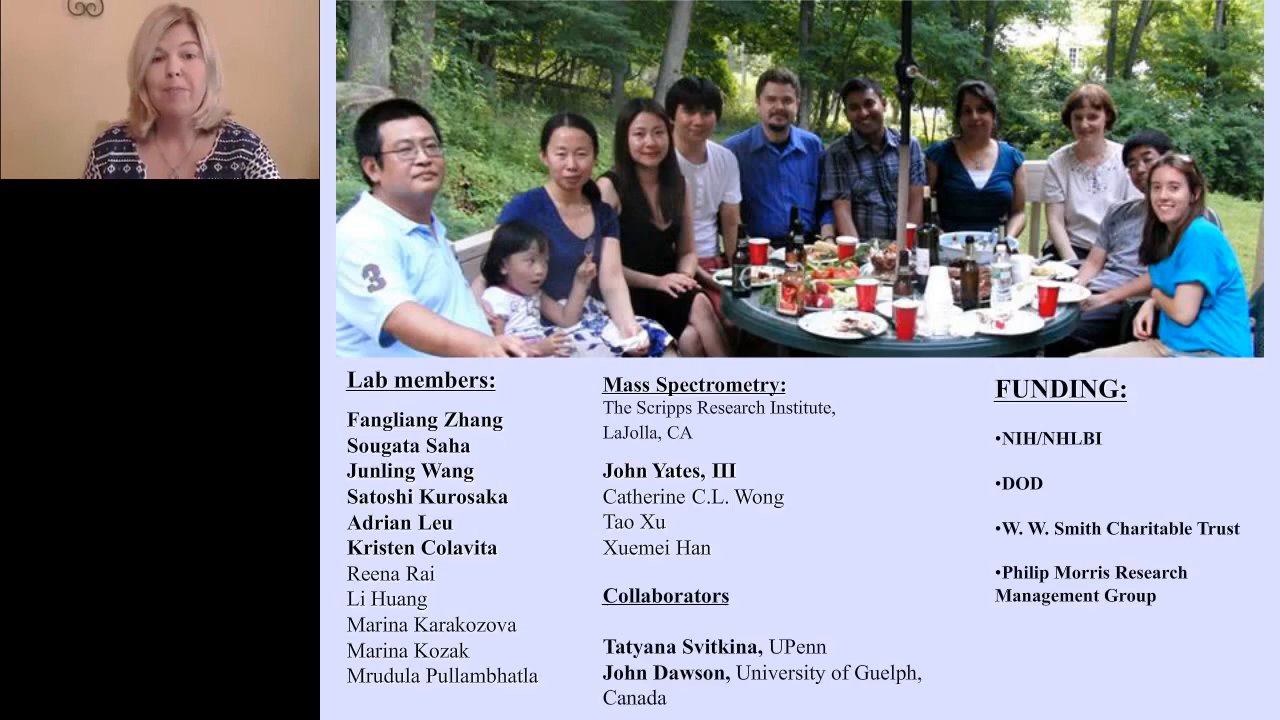 3
Lab members:
Fangliang Zhang
Sougata Saha
Junling Wang
Satoshi Kurosaka
Adrian Leu
Kristen Colavita
Reena Rai
Li Huang
Marina Karakozova
Marina Kozak
Mrudula Pullambhatla
Mass Spectrometry:
The Scripps Research Institute,
LaJolla, CA
John Yates, III
Catherine C.L. Wong
Tao Xu
Xuemei Han
Collaborators
Tatyana Svitkina, UPenn
John Dawson, University of Guelph,
Canada
FUNDING:
•NIH/NHLBI
•DOD
•W. W. Smith Charitable Trust
•Philip Morris Research
Management Group